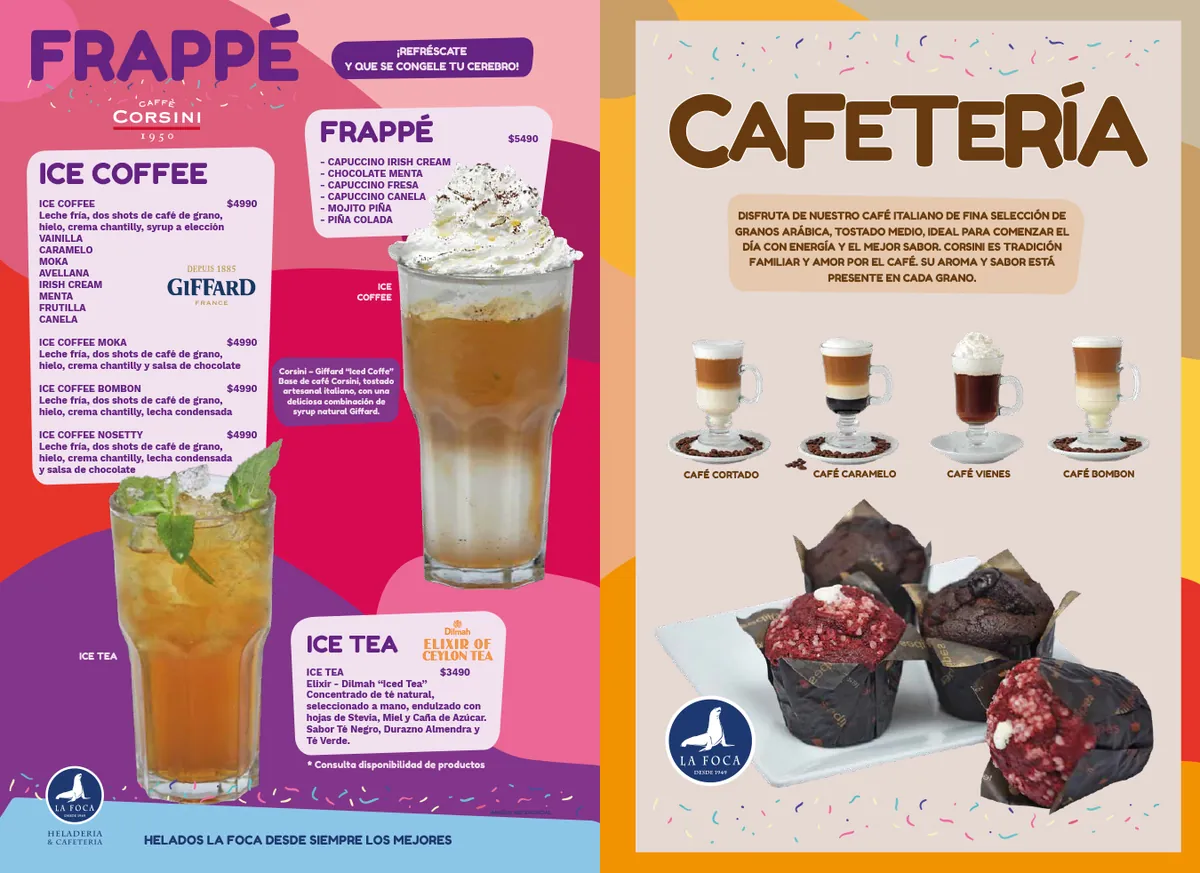 FRAPPÉ
¡REFRÉSCATE
Y QUE SE CONGELE TU CEREBRO!
CAFFÈ
CORSINI
1950
ICE COFFEE
ICE COFFEE $4990
Leche fría, dos shots de café de grano,
hielo, crema chantilly, syrup a elección
VAINILLA
CARAMELO
MOKA
AVELLANA
IRISH CREAM
MENTA
FRUTILLA
CANELA
DEPUIS 1885
GIFFARD
FRANCE
ICE COFFEE MOKA $4990
Leche fría, dos shots de café de grano,
hielo, crema chantilly y salsa de chocolate
ICE COFFEE BOMBON $4990
Leche fría, dos shots de café de grano,
hielo, crema chantilly, lecha condensada
ICE COFFEE NOSETTY $4990
Leche fría, dos shots de café de grano,
hielo, crema chantilly, lecha condensada
y salsa de chocolate
FRAPPÉ
$5490
- CAPUCCINO IRISH CREAM
- CHOCOLATE MENTA
- CAPUCCINO FRESA
- CAPUCCINO CANELA
- MOJITO PIÑA
- PIÑA COLADA
ICE
COFFEE
Corsini - Giffard "Iced Coffe"
Base de café Corsini, tostado
artesanal italiano, con una
deliciosa combinación de
syrup natural Giffard.
ICE TEA
ICE TEA
Dilmah
ELIXIR OF
CEYLON TEA
ICE TEA $3490
Elixir - Dilmah “Iced Tea”
Concentrado de té natural,
seleccionado a mano, endulzado con
hojas de Stevia, Miel y Caña de Azúcar.
Sabor Té Negro, Durazno Almendra y
Té Verde.
* Consulta disponibilidad de productos
LA FOCA
DESDE 1949
HELADERIA
& CAFETERIA
HELADOS LA FOCA DESDE SIEMPRE LOS MEJORES
CAFETERÍA
DISFRUTA DE NUESTRO CAFÉ ITALIANO DE FINA SELECCIÓN DE
GRANOS ARÁBICA, TOSTADO MEDIO, IDEAL PARA COMENZAR EL
DÍA CON ENERGÍA Y EL MEJOR SABOR. CORSINI ES TRADICIÓN
FAMILIAR Y AMOR POR EL CAFÉ. SU AROMA Y SABOR ESTÁ
PRESENTE EN CADA GRANO.
CAFÉ CORTADO
CAFÉ CARAMELO
CAFÉ VIENES
CAFÉ BOMBON
LA FOCA
DESDE 1949